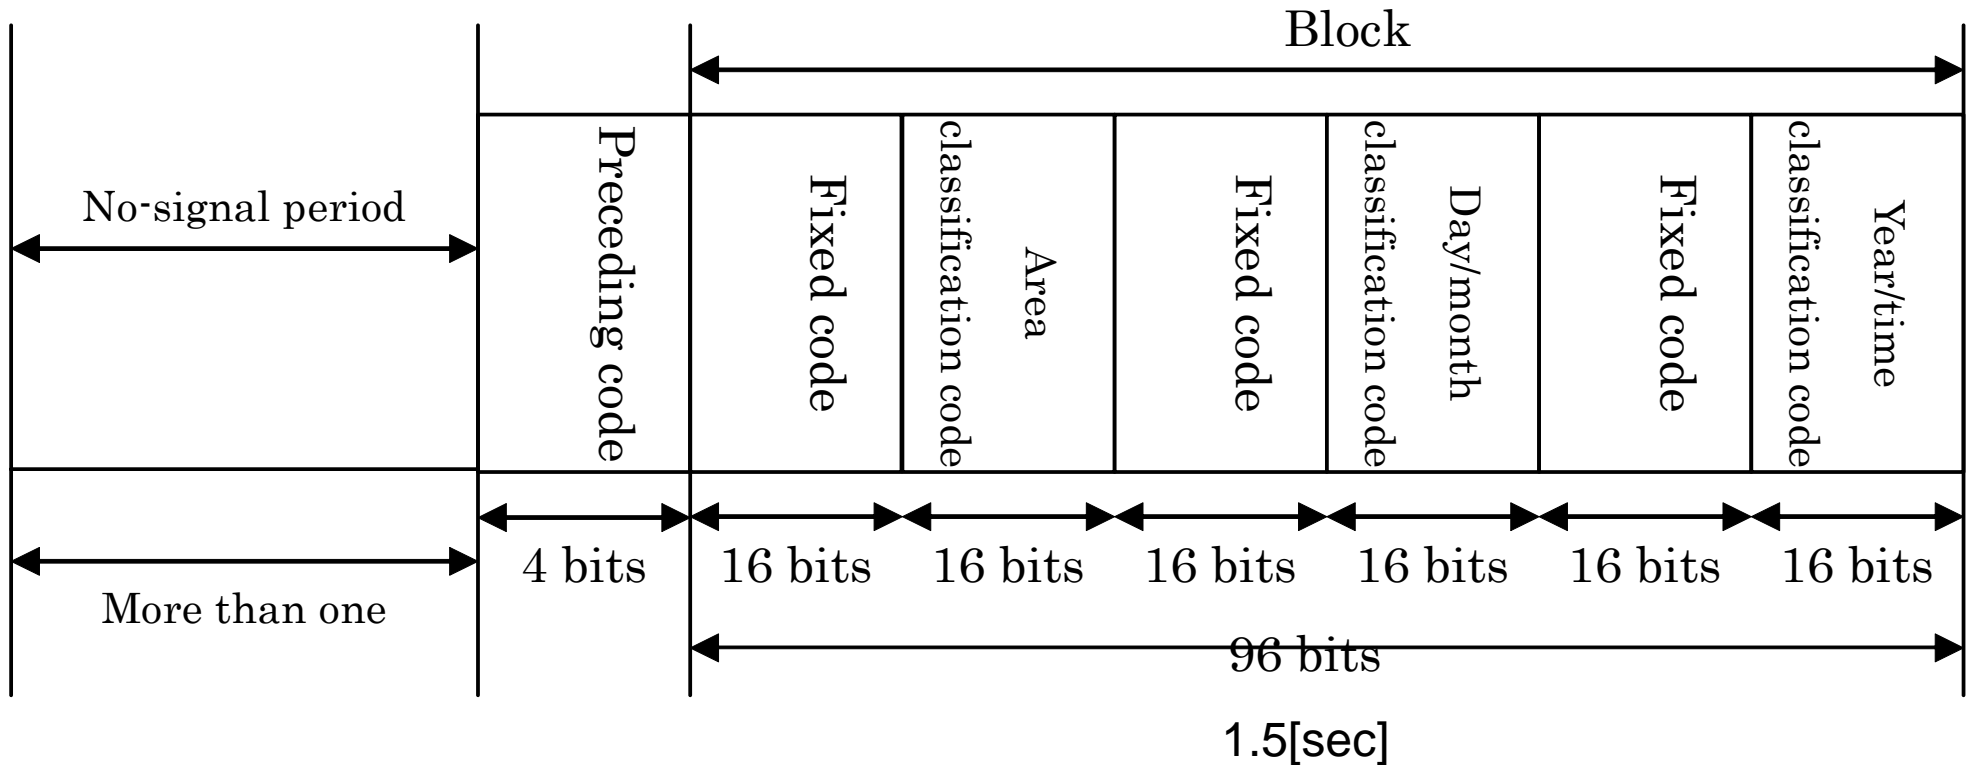 Block
No-signal period
Preceding code
Fixed code
Area
classification code
Fixed code
Day/month
classification code
Fixed code
Year/time
classification code
4 bits
16 bits
16 bits
16 bits
16 bits
16 bits
16 bits
More than one
96 bits
1.5[sec]